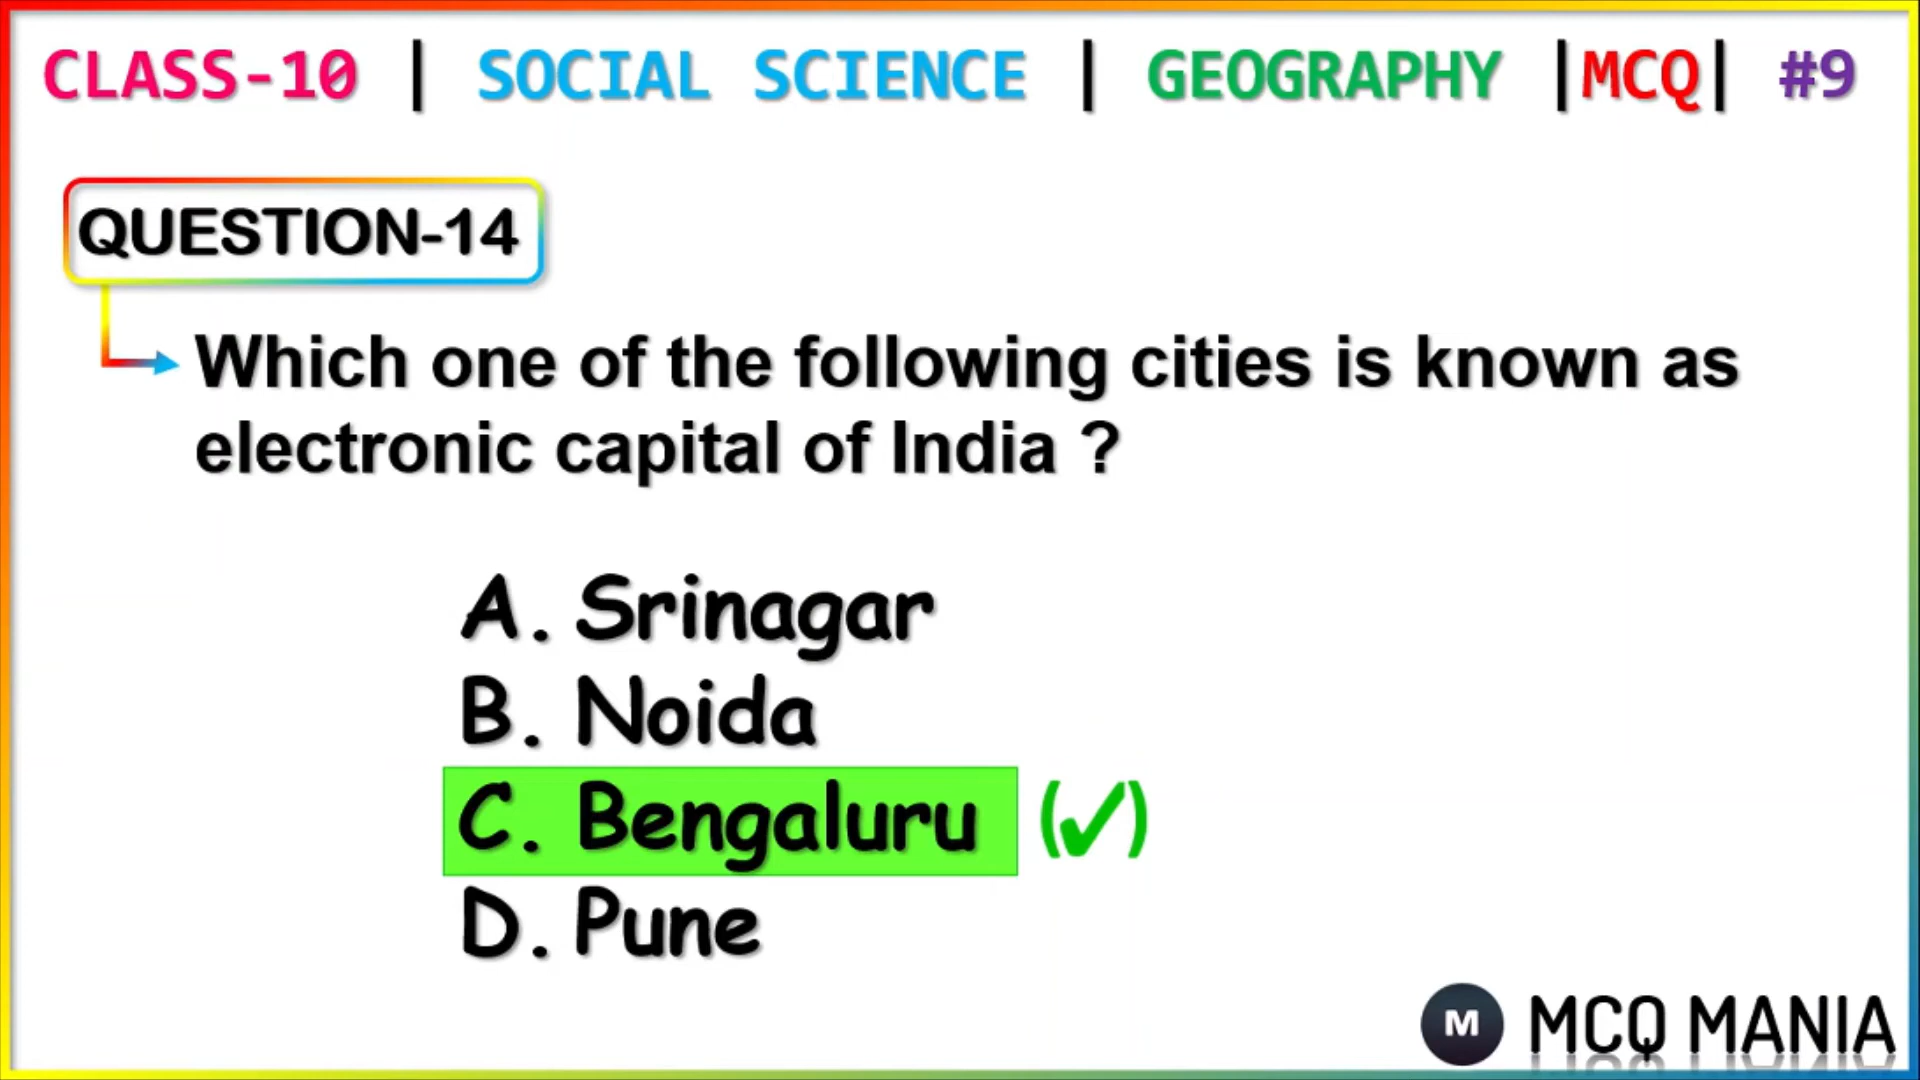 CLASS-10 | SOCIAL SCIENCE | GEOGRAPHY |MCQ| #9
QUESTION-14
Which one of the following cities is known as
electronic capital of India ?
A. Srinagar
B. Noida
C. Bengaluru (✓)
D. Pune
M MCQ MANIA